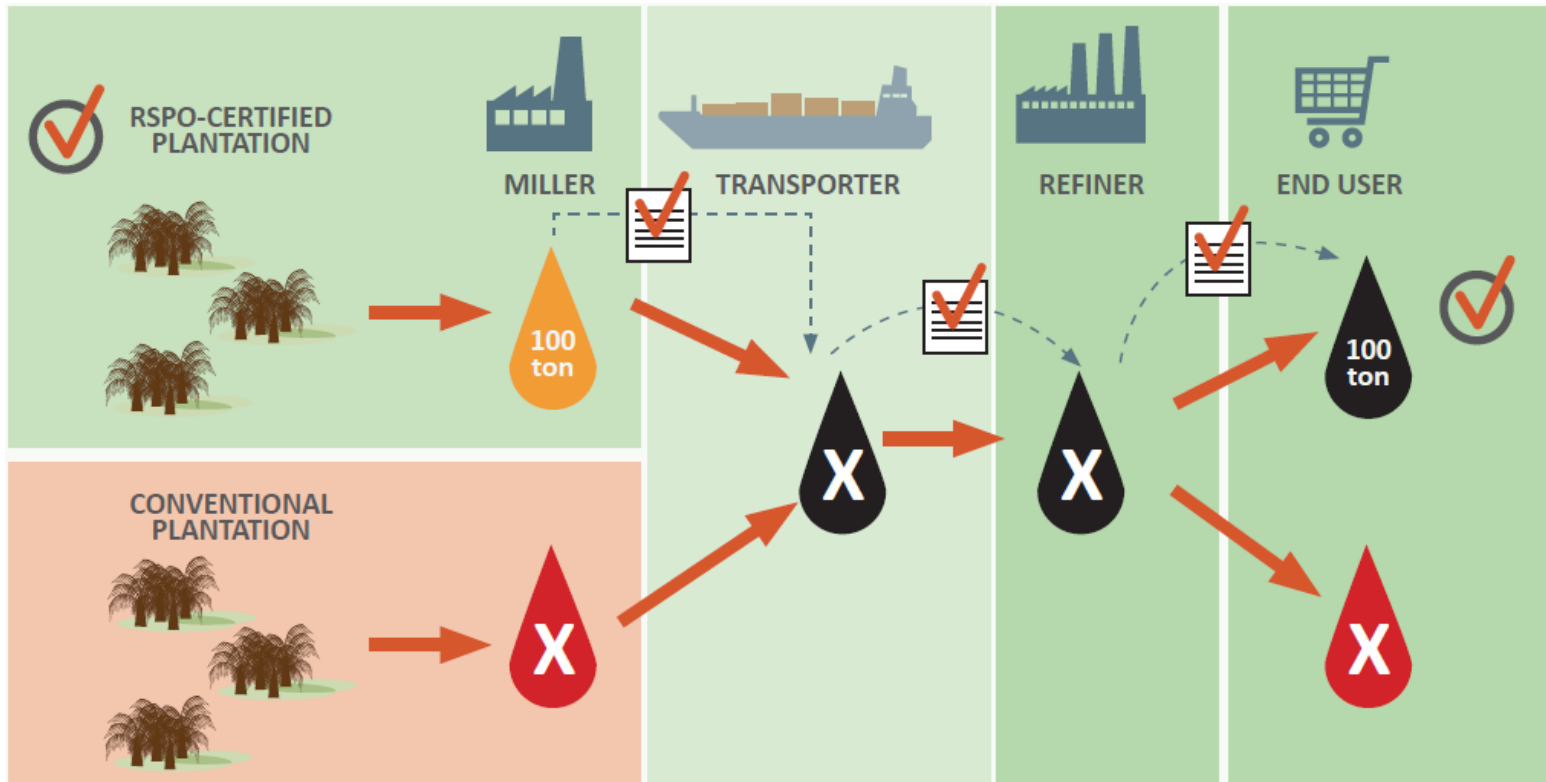 RSPO-CERTIFIED
PLANTATION
MILLER
TRANSPORTER
REFINER
END USER
100
ton
100
ton
X
X
CONVENTIONAL
PLANTATION
X
X